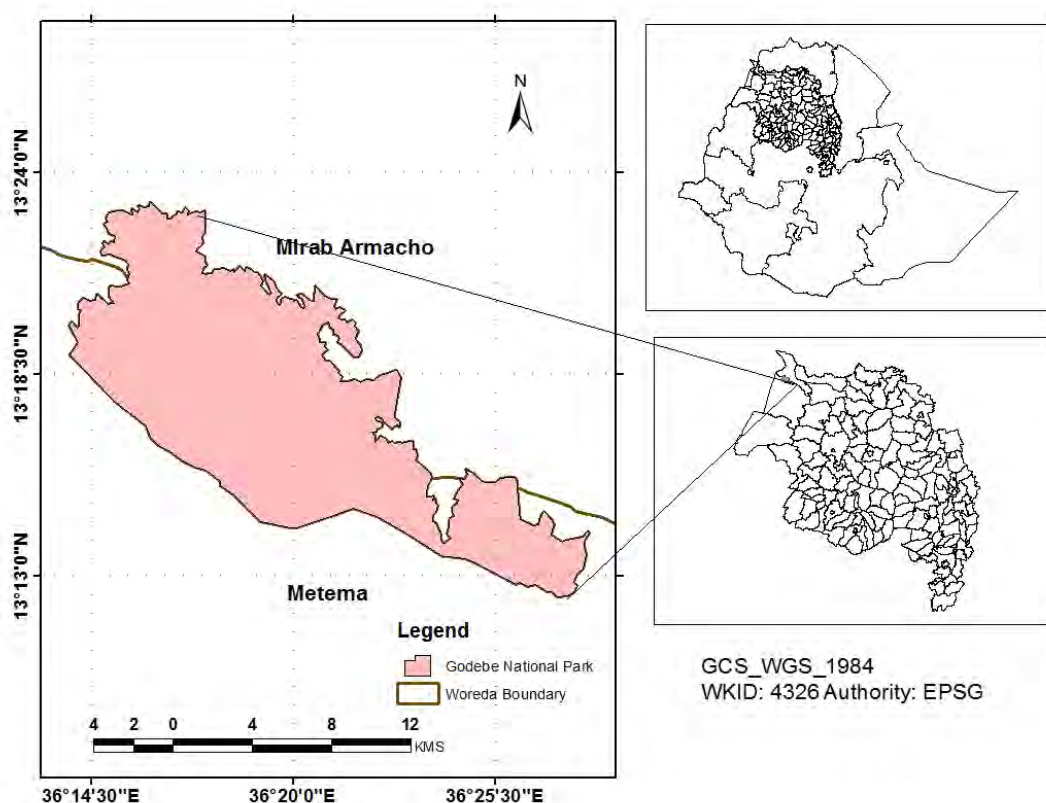 N
13°24'0"N
MIrab Armacho
13°18'30"N
13°13'0"N
Metema
Legend
Godebe National Park
Woreda Boundary
4 2 0 4 8 12
KMS
36°14'30"E 36°20'0"E 36°25'30"E
GCS_WGS_1984
WKID: 4326 Authority: EPSG